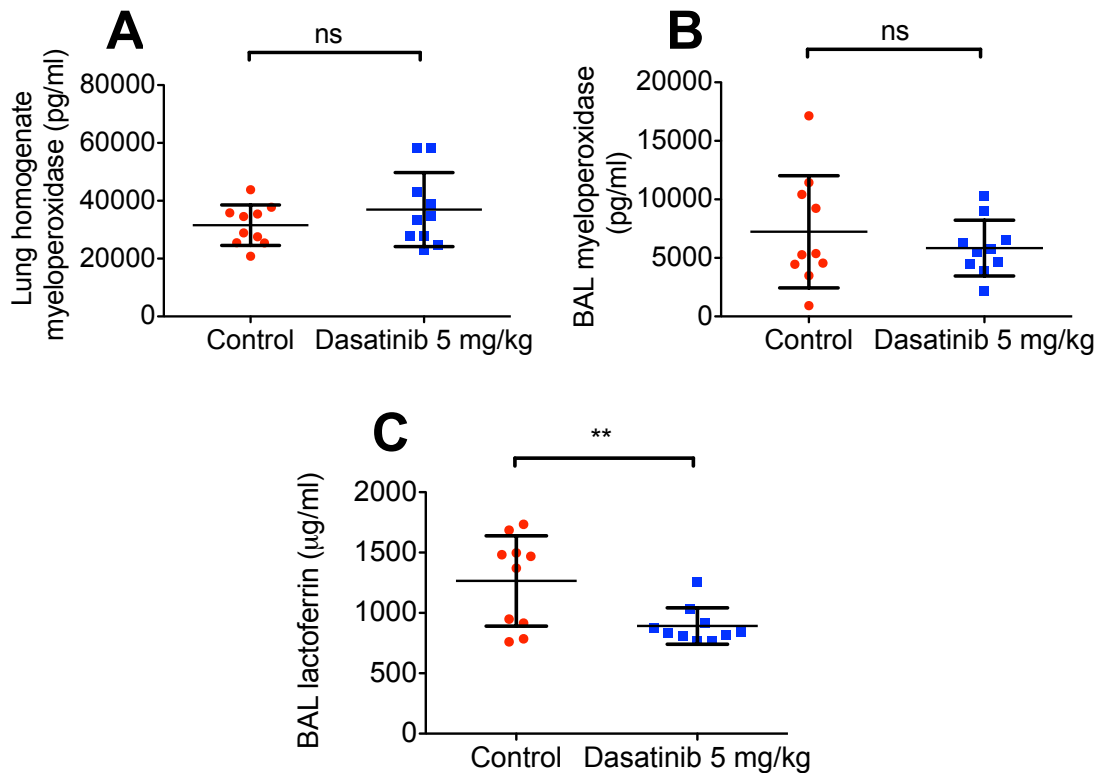 A
ns
Lung homogenate
myeloperoxidase (pg/ml)
80000
60000
40000
20000
0
Control
Dasatinib 5 mg/kg
B
ns
BAL myeloperoxidase
(pg/ml)
20000
15000
10000
5000
0
Control
Dasatinib 5 mg/kg
C
**
BAL lactoferrin (μg/ml)
2000
1500
1000
500
0
Control
Dasatinib 5 mg/kg